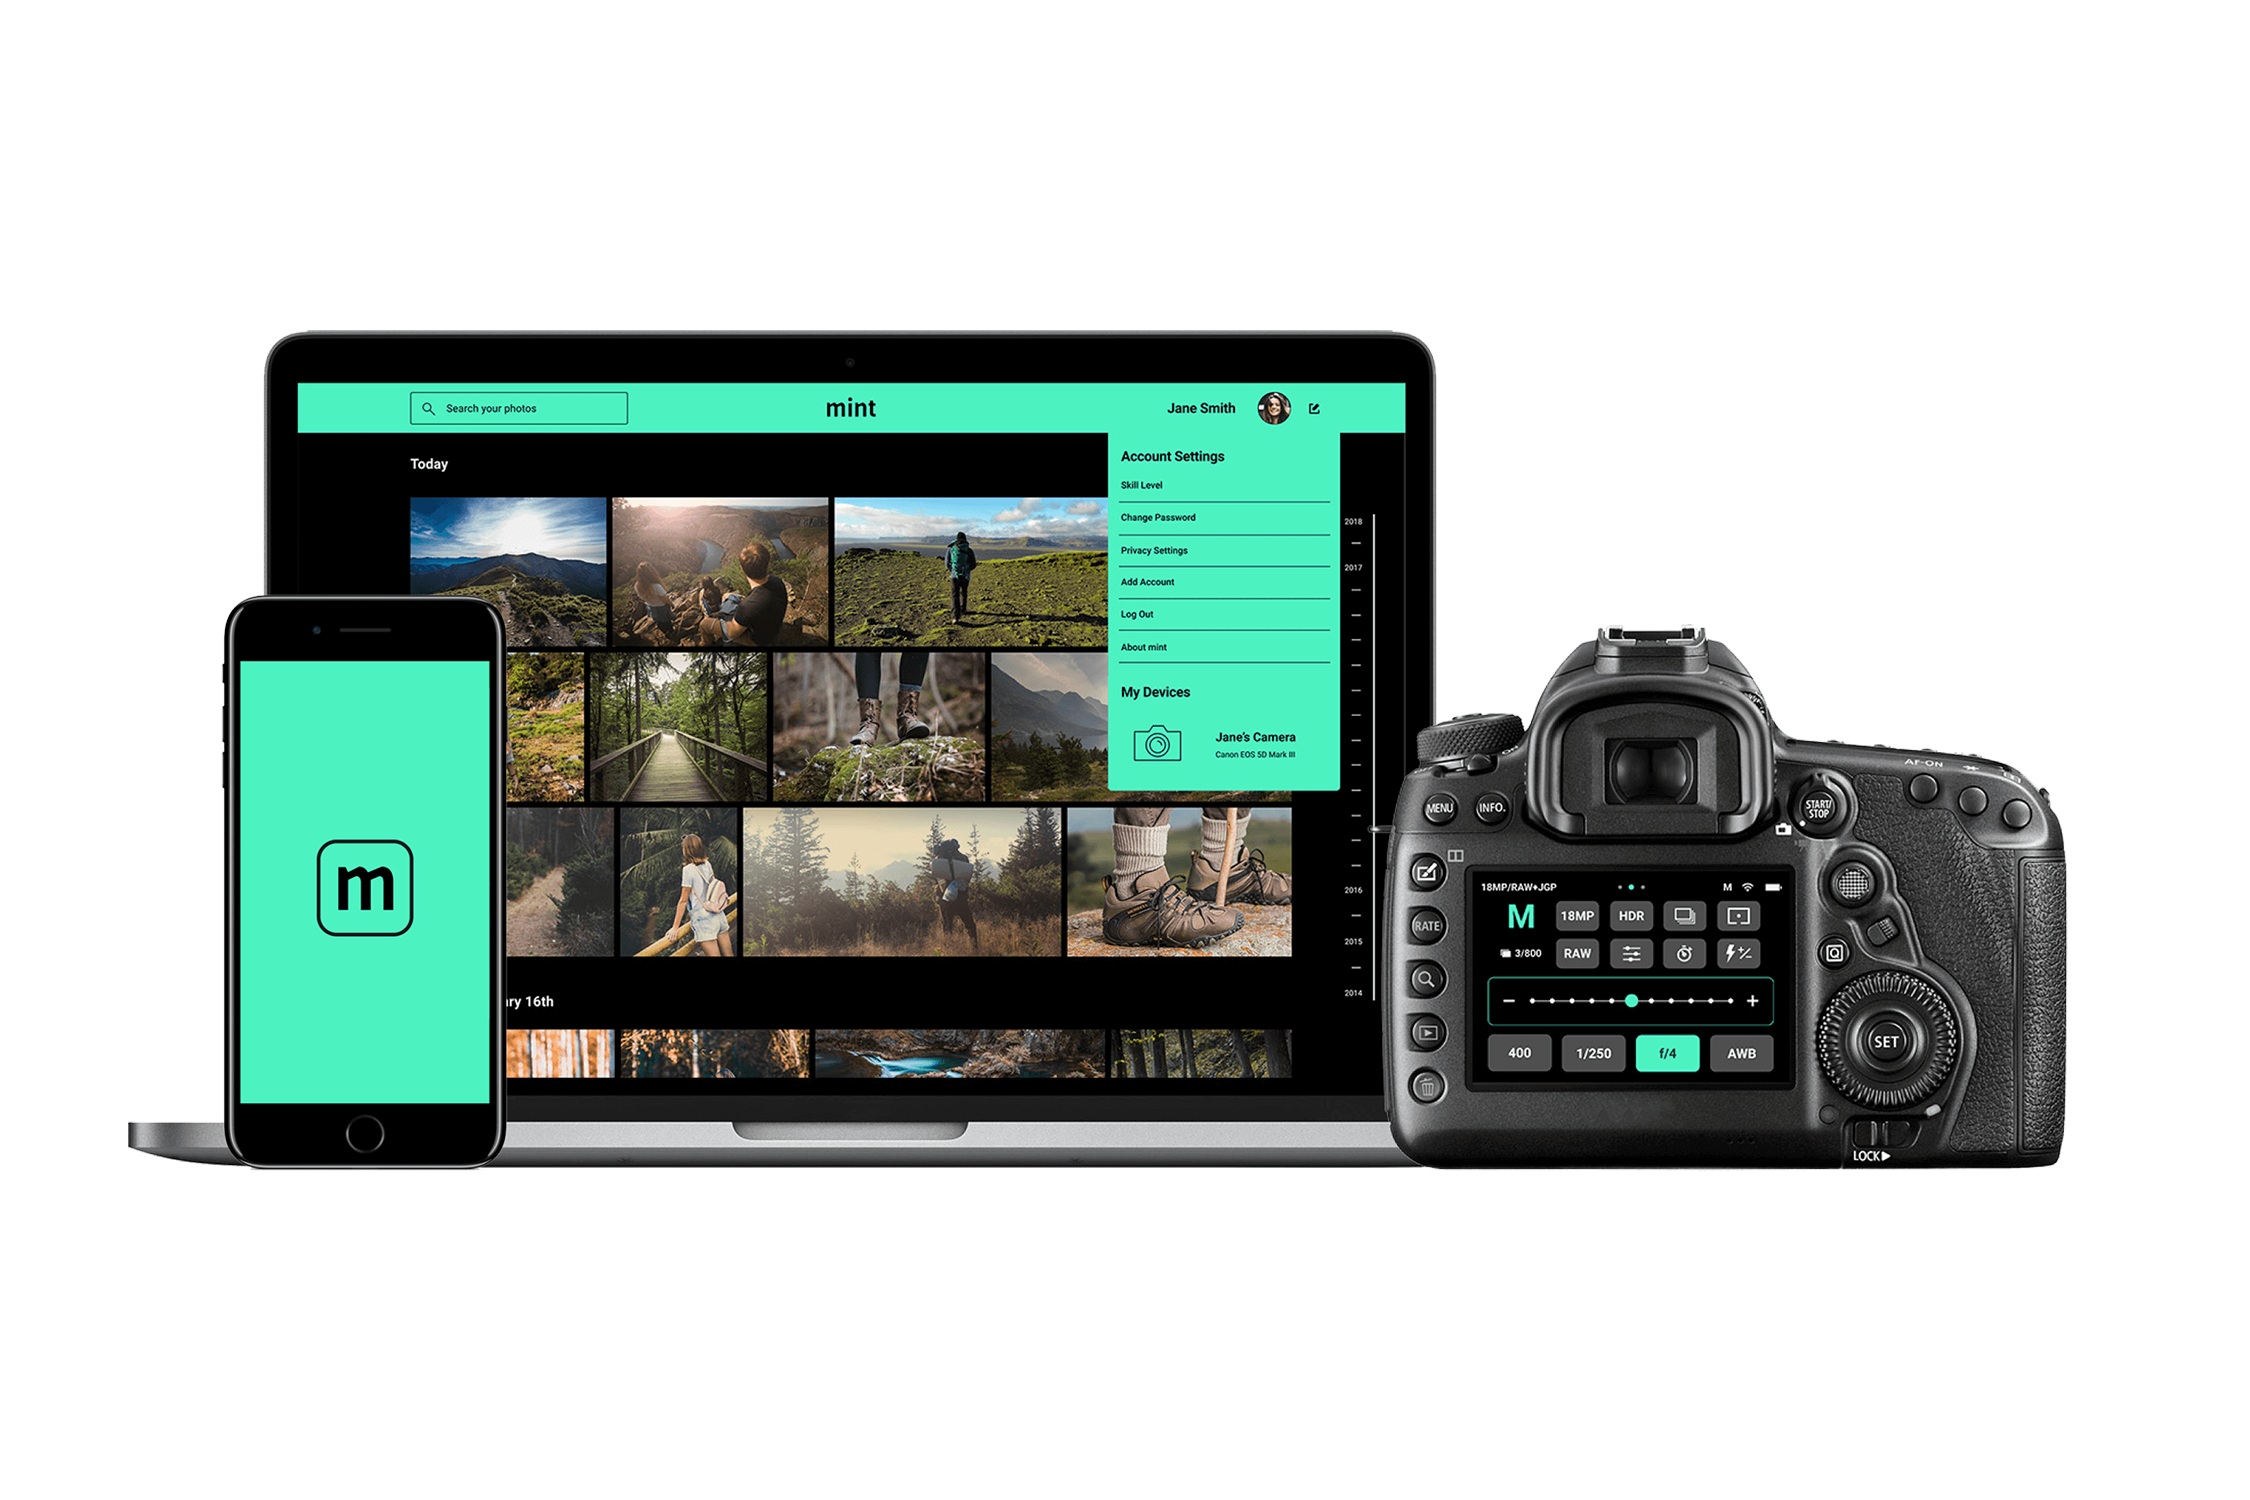 Search your photos
mint
Jane Smith
Today
Account Settings
Skill Level
Change Password
Privacy Settings
Add Account
Log Out
About mint
My Devices
Jane's Camera
Canon EOS 5D Mark III
2018
2017
2016
2015
2014
ary 16th
m
AF-ON
MENU
INFO.
START/
STOP
RATE
Q
SET
LOCK
18MP/RAW+JGP
M
M
18MP
HDR
3/800
RAW
400
1/250
f/4
AWB